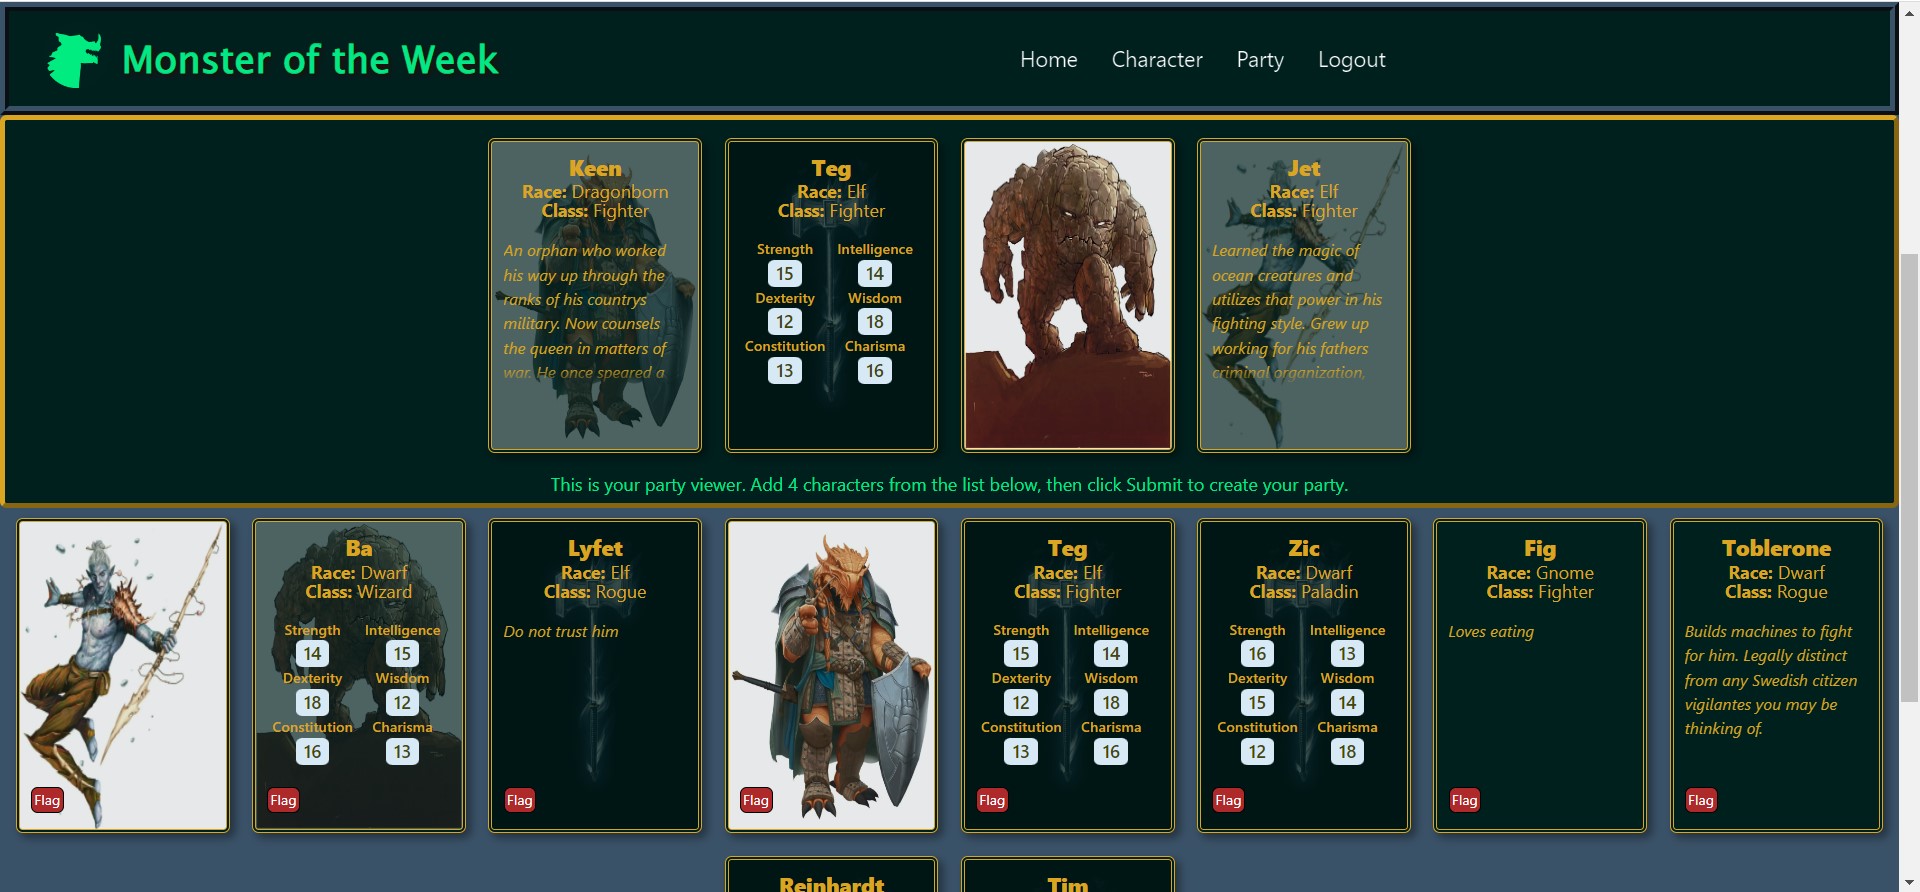 Monster of the Week
Home Character Party Logout
Keen
Race: Dragonborn
Class: Fighter
An orphan who worked
his way up through the
ranks of his countrys
military. Now counsels
the queen in matters of
war. He once speared a
Teg
Race: Elf
Class: Fighter
Strength Intelligence
15 14
Dexterity Wisdom
12 18
Constitution Charisma
13 16
Jet
Race: Elf
Class: Fighter
Learned the magic of
ocean creatures and
utilizes that power in his
fighting style. Grew up
working for his fathers
criminal organization,
This is your party viewer. Add 4 characters from the list below, then click Submit to create your party.
Flag
Ba
Race: Dwarf
Class: Wizard
Strength Intelligence
14 15
Dexterity Wisdom
18 12
Constitution Charisma
16 13
Flag
Lyfet
Race: Elf
Class: Rogue
Do not trust him
Flag
Flag
Teg
Race: Elf
Class: Fighter
Strength Intelligence
15 14
Dexterity Wisdom
12 18
Constitution Charisma
13 16
Flag
Zic
Race: Dwarf
Class: Paladin
Strength Intelligence
16 13
Dexterity Wisdom
15 14
Constitution Charisma
12 18
Flag
Fig
Race: Gnome
Class: Fighter
Loves eating
Flag
Toblerone
Race: Dwarf
Class: Rogue
Builds machines to fight
for him. Legally distinct
from any Swedish citizen
vigilantes you may be
thinking of.
Flag
Reinhardt
Tim